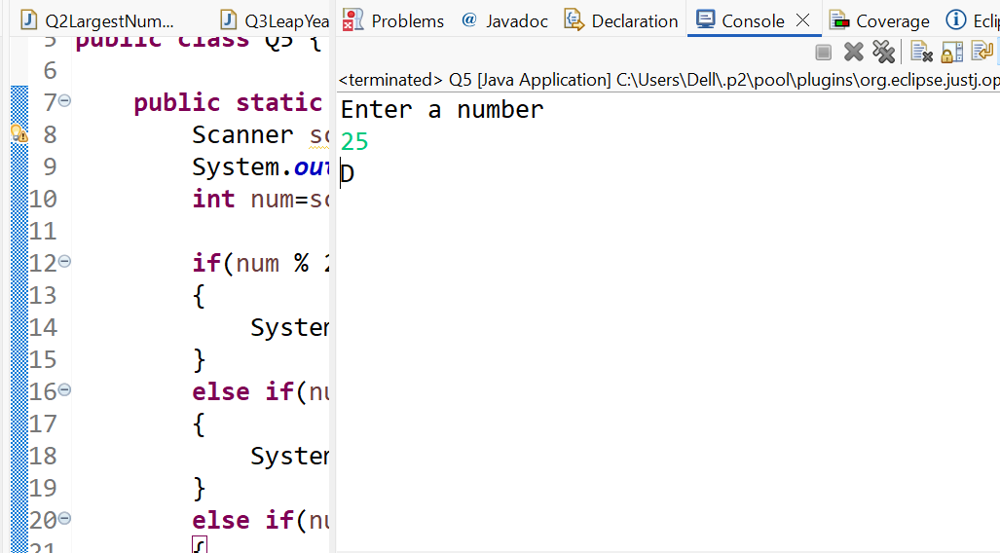 Q2LargestNum...
Q3LeapYea
5 public class Q5 {
6
7 public static
8 Scanner sc
9 System.out
10 int num=sc
11
12 if(num % 2
13 {
14 System
15 }
16 else if(nu
17 {
18 System
19 }
20 else if(nu
21 {
Problems @ Javadoc Declaration Console Coverage Ecli
<terminated> Q5 [Java Application] C:\Users\Dell\.p2\pool\plugins\org.eclipse.justj.op
Enter a number
25
D